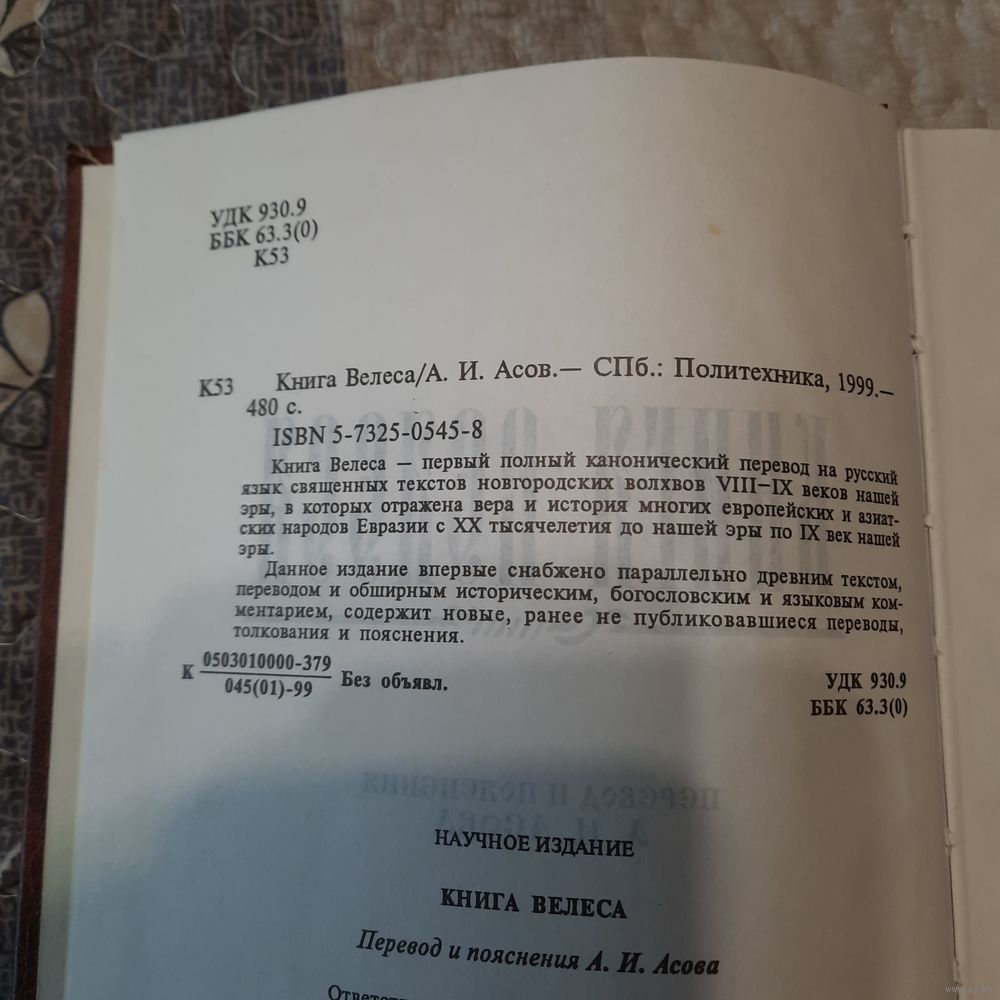 УДК 930.9
ББК 63.3(0)
К53
К53 Книга Велеса/А. И. Асов.— СПб.: Политехника, 1999.—
480 с.
ISBN 5-7325-0545-8
Книга Велеса — первый полный канонический перевод на русский
язык священных текстов новгородских волхвов VIII—IX веков нашей
эры, в которых отражена вера и история многих европейских и азиат-
ских народов Евразии с XX тысячелетия до нашей эры по IX век нашей
эры.
Данное издание впервые снабжено параллельно древним текстом,
переводом и обширным историческим, богословским и языковым ком-
ментарием, содержит новые, ранее не публиковавшиеся переводы,
толкования и пояснения.
К 0503010000-379
045(01)-99 Без объявл.
УДК 930.9
ББК 63.3(0)
ПЕРЕВОД И ПОЯСНЕНИЯ
А. И. АСОВА
НАУЧНОЕ ИЗДАНИЕ
КНИГА ВЕЛЕСА
Перевод и пояснения А. И. Асова